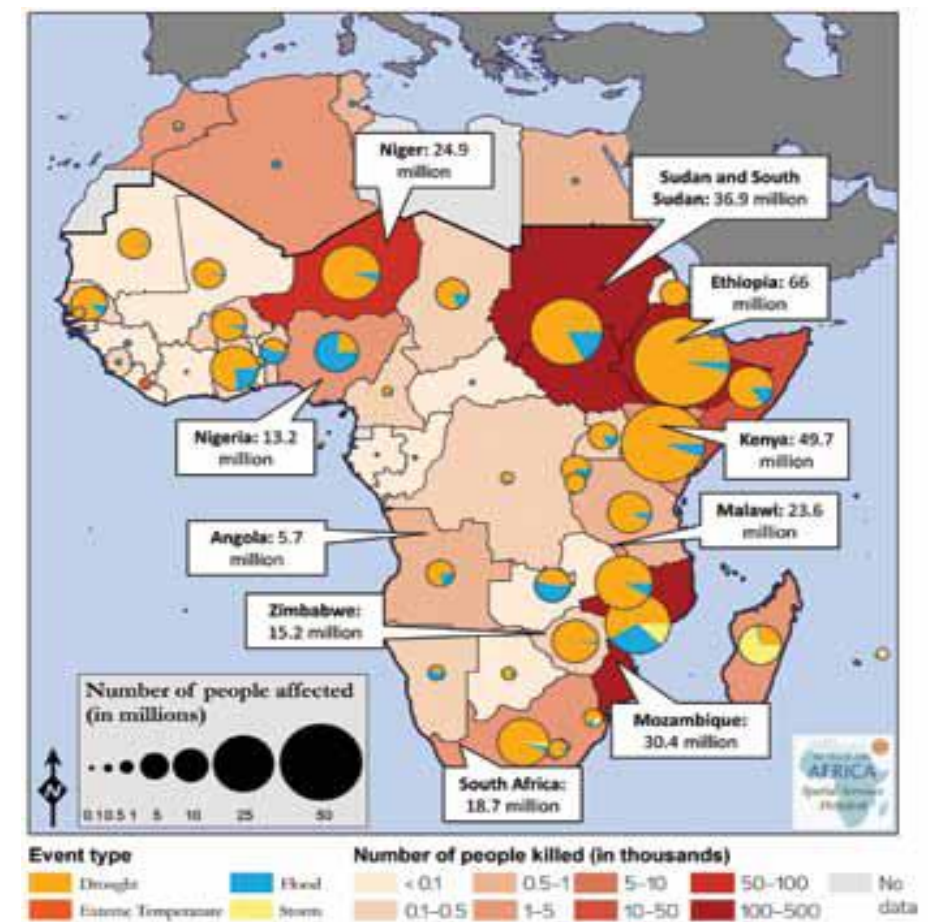 Niger: 24.9
million
Sudan and South
Sudan: 36.9 million
Ethiopia: 66
million
Nigeria: 13.2
million
Kenya: 49.7
million
Malawi: 23.6
million
Angola: 5.7
million
Zimbabwe:
15.2 million
Mozambique:
30.4 million
South Africa:
18.7 million
Number of people affected
(in millions)
0.1 0.5 1 5 10 25 50
N
AFRICA
Event type
Drought
Flood
Exteme Temperature
Storm
Number of people killed (in thousands)
< 0.1
0.5–1
5–10
50–100
No
data
0.1–0.5
1–5
10–50
100–500